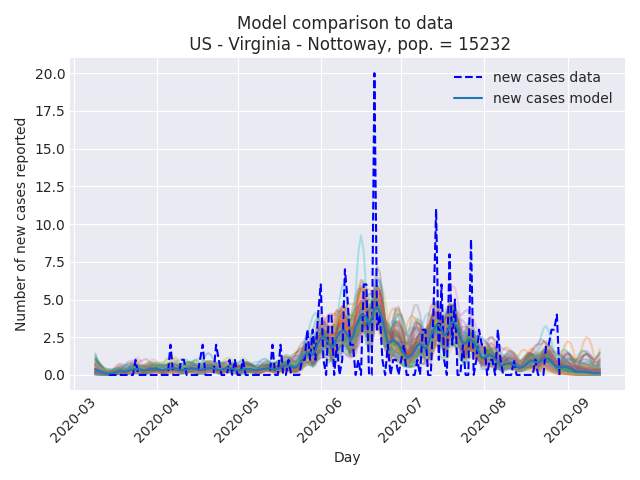 Model comparison to data
US - Virginia - Nottoway, pop. = 15232
new cases data
new cases model
Number of new cases reported
20.0
17.5
15.0
12.5
10.0
7.5
5.0
2.5
0.0
2020-03
2020-04
2020-05
2020-06
2020-07
2020-08
2020-09
Day